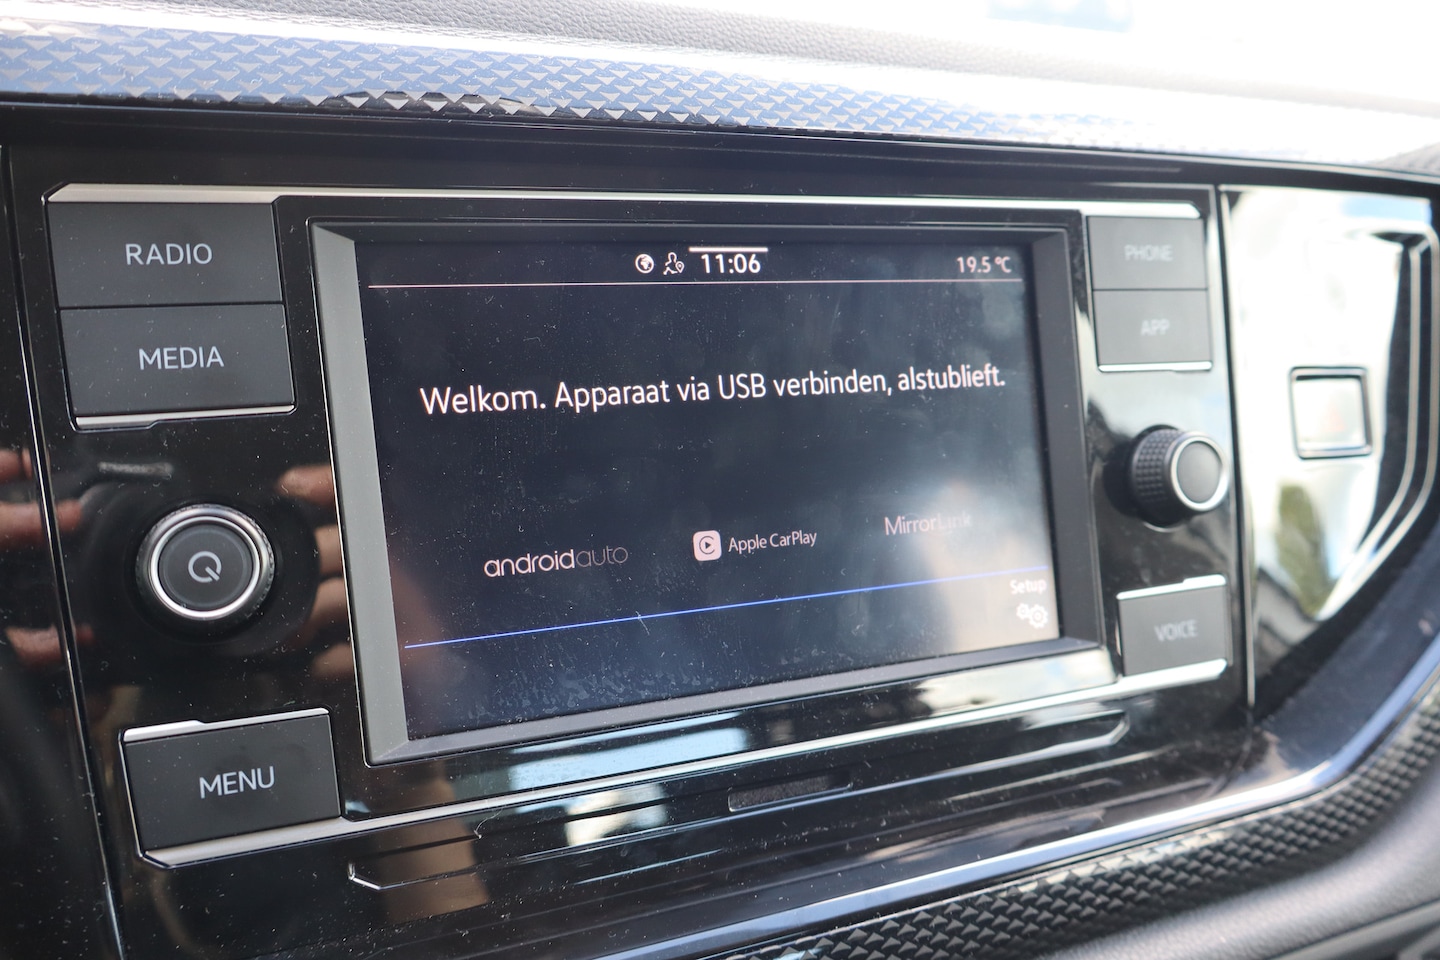 RADIO
MEDIA
MENU
11:06
19.5 °C
Welkom. Apparaat via USB verbinden, alstublieft.
androidauto
Apple CarPlay
MirrorLink
Setup
PHONE
APP
VOICE